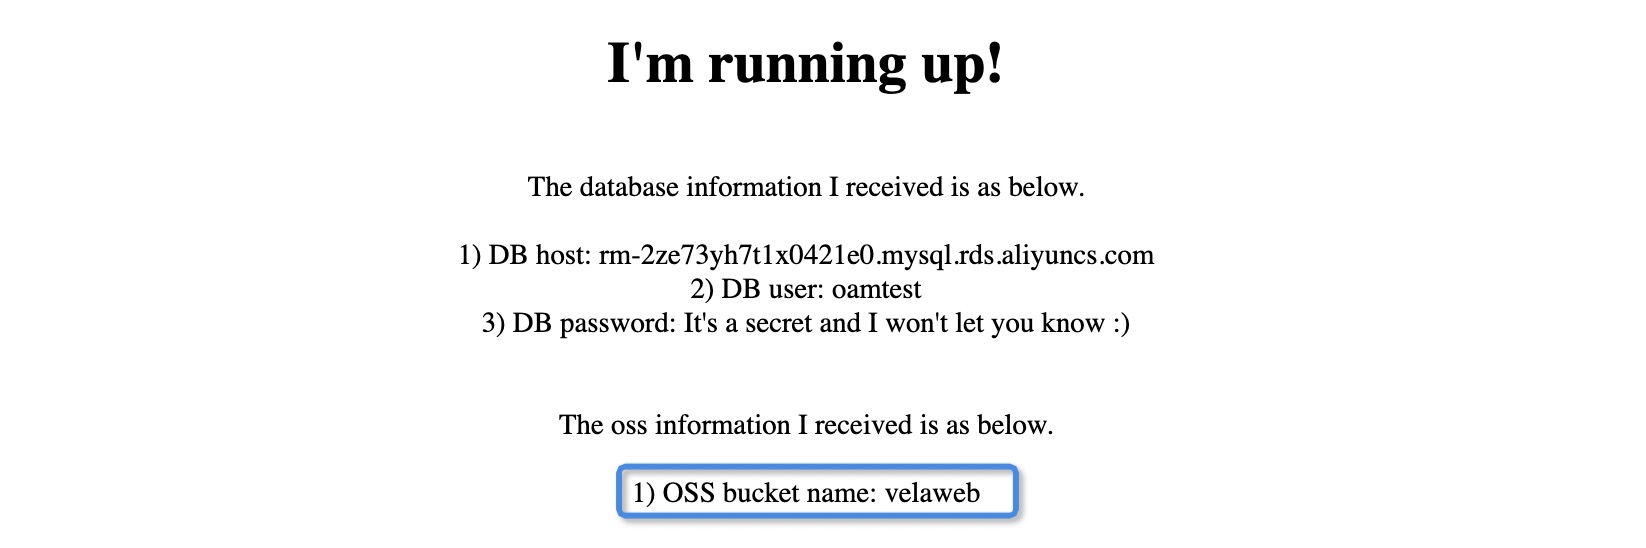 I'm running up!
The database information I received is as below.
1) DB host: rm-2ze73yh7t1x0421e0.mysql.rds.aliyuncs.com
2) DB user: oamtest
3) DB password: It's a secret and I won't let you know :)
The oss information I received is as below.
1) OSS bucket name: velaweb